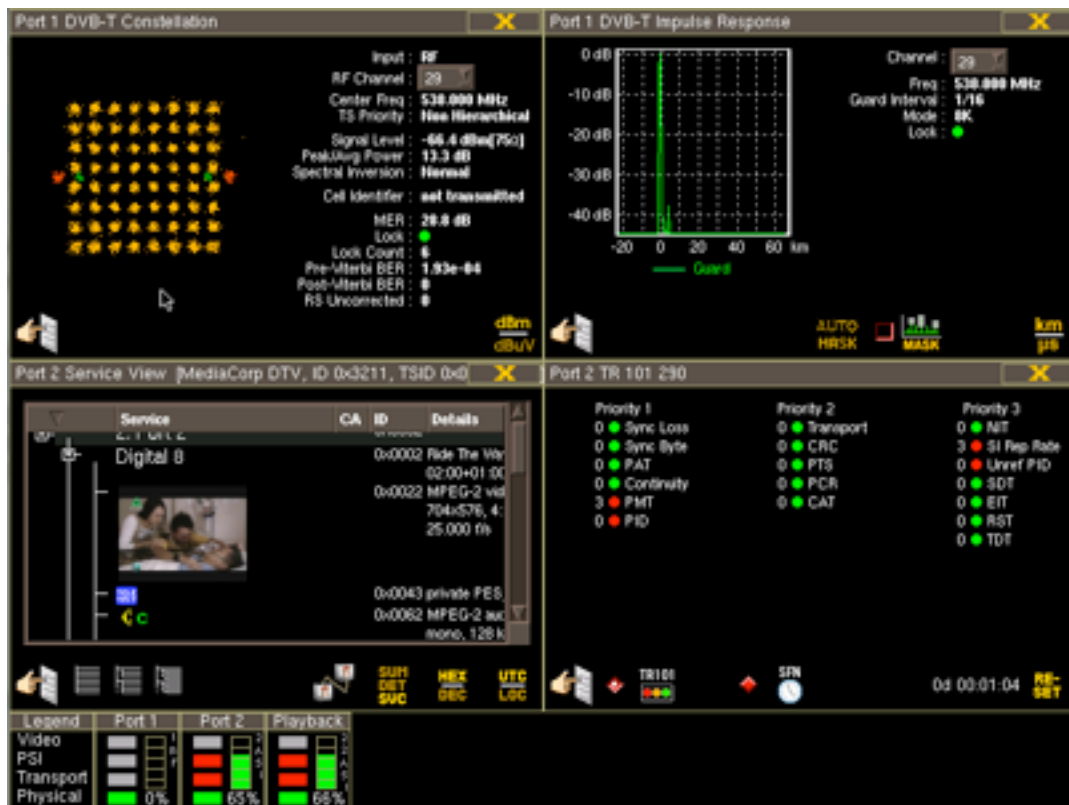 Port 1 DVB-T Constellation
Input : RF
RF Channel : 29
Center Freq : 538.000 MHz
TS Priority : Non Hierarchical
Signal Level : -66.4 dBm[75Ω]
Peak/Avg Power : 13.3 dB
Spectral Inversion : Normal
Cell Identifier : not transmitted
MER : 28.8 dB
Lock :
Lock Count : 6
Pre-Viterbi BER : 1.93e-04
Post-Viterbi BER : 0
RS Uncorrected : 0
dBm
dBuV
Port 1 DVB-T Impulse Response
Channel : 29
Freq : 538.000 MHz
Guard Interval : 1/16
Mode : 8K
Lock :
0 dB
-10 dB
-20 dB
-30 dB
-40 dB
-20 0 20 40 60 km
Guard
AUTO MASK
MASK
km
µs
Port 2 Service View [MediaCorp DTV, ID 0x3211, TSID 0x0
Service CA ID Details
Digital 8 0x0002 Ride The
02:00+01:00
0x0022 MPEG-2 vid
704x576, 4:
25.000 f/s
0x0043 private PES,
0x0062 MPEG-2 aud
mono, 128 k
SUM
DET
SVC
HEX
DEC
UTC
LOC
Port 2 TR 101 290
Priority 1
0 Sync Loss
0 Sync Byte
0 PAT
0 Continuity
3 PMT
0 PID
Priority 2
0 Transport
0 CRC
0 PTS
0 PCR
0 CAT
Priority 3
0 NIT
3 SI Rep Rate
0 Unref PID
0 SDT
0 EIT
0 RST
0 TDT
TR101
SFN
0d 00:01:04
RE-
SET
Legend Port 1 Port 2 Playback
Video
PSI
Transport
Physical 0% 65% 66%